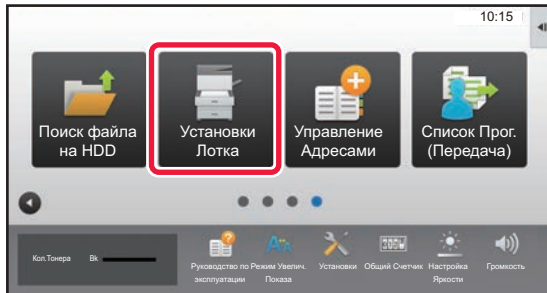 10:15
Поиск файла
на HDD
Установки
Лотка
Управление
Адресами
Список Прог.
(Передача)
Кол.Тонера Bk
Руководство по
эксплуатации
Режим Увелич.
Показа
Установки
Общий Счетчик
Настройка
Яркости
Громкость